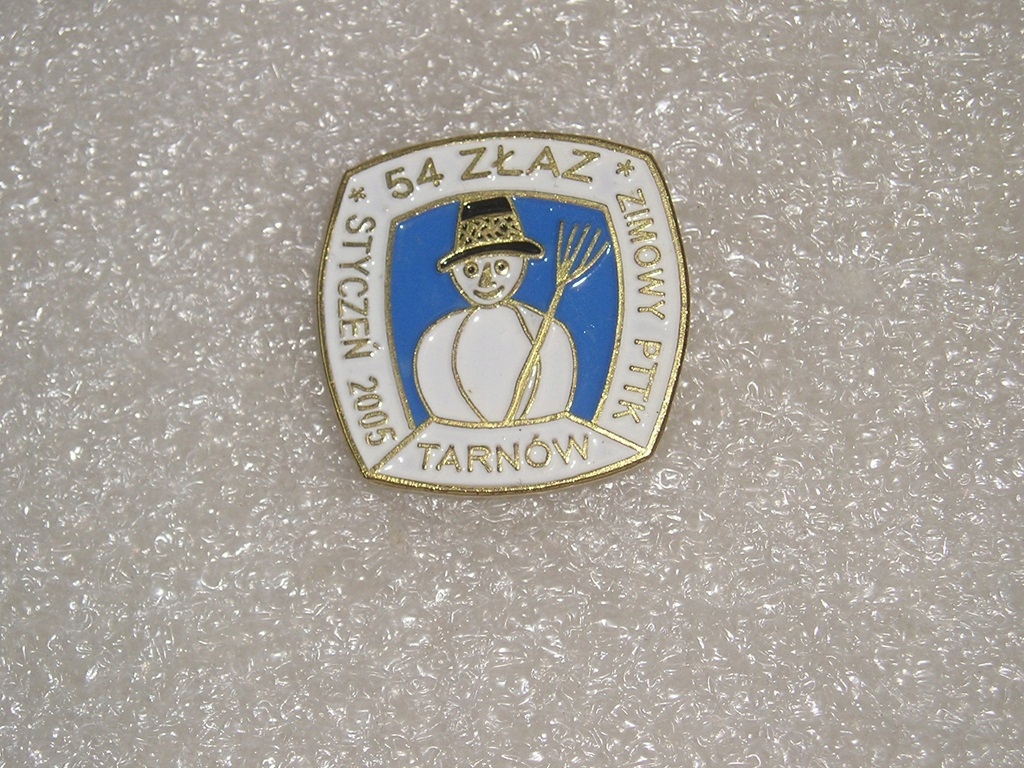 * STYCZEŃ 2005
54 ZŁAZ
* ZIMOWY PTTK
TARNÓW